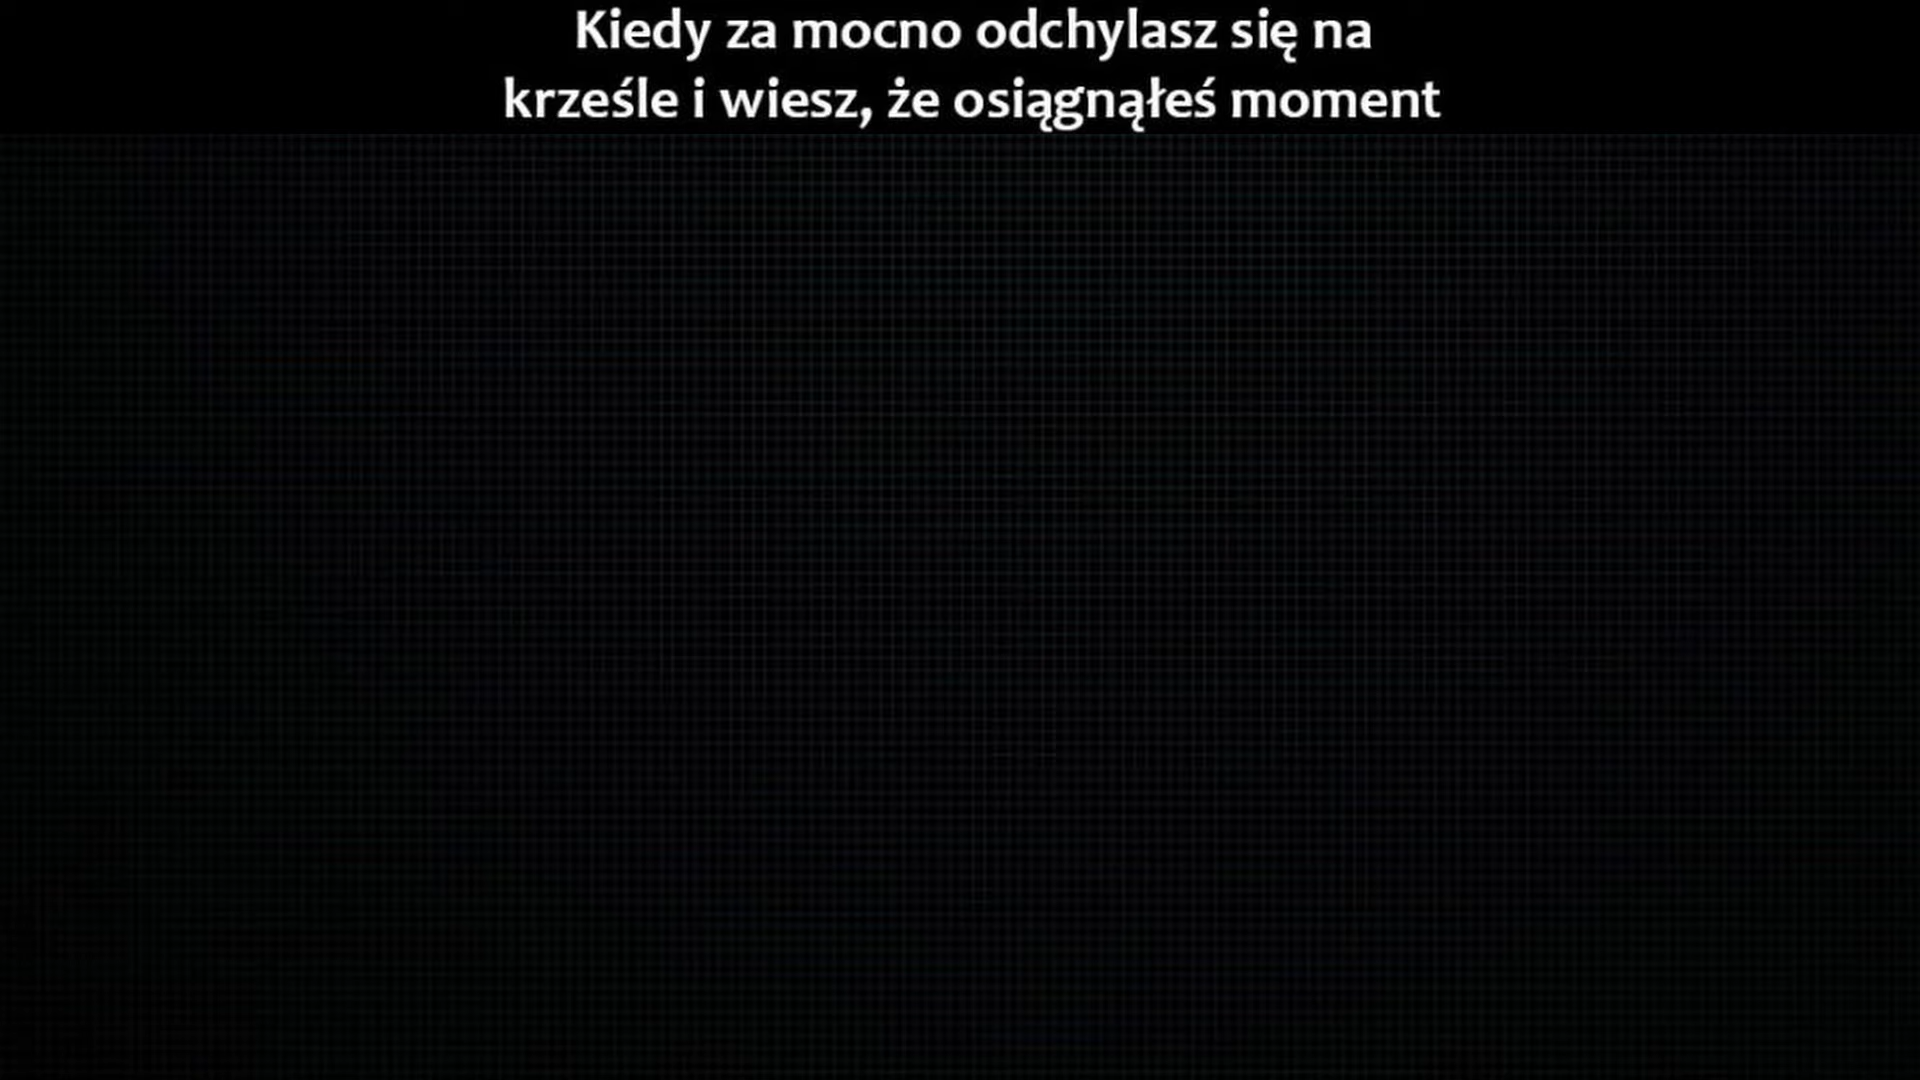 Kiedy za mocno odchylasz się na
krześle i wiesz, że osiągnąłeś moment